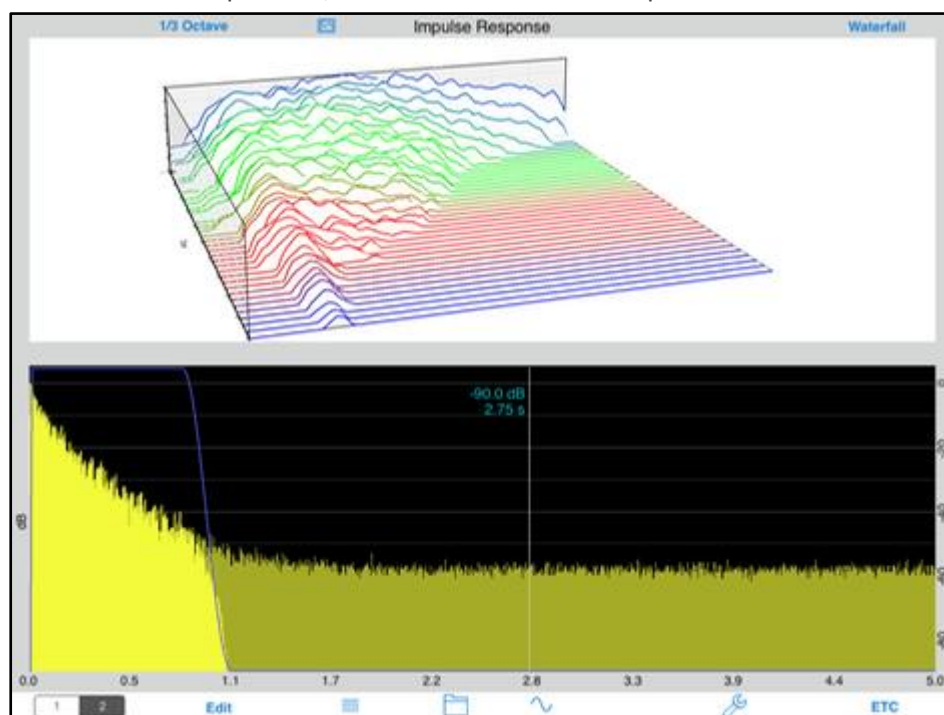 1/3 Octave
Impulse Response
Waterfall
-90.0 dB
2.75 s
dB
0.0 0.5 1.1 1.7 2.2 2.8 3.3 3.9 4.4 5.0
1 2
Edit
ETC